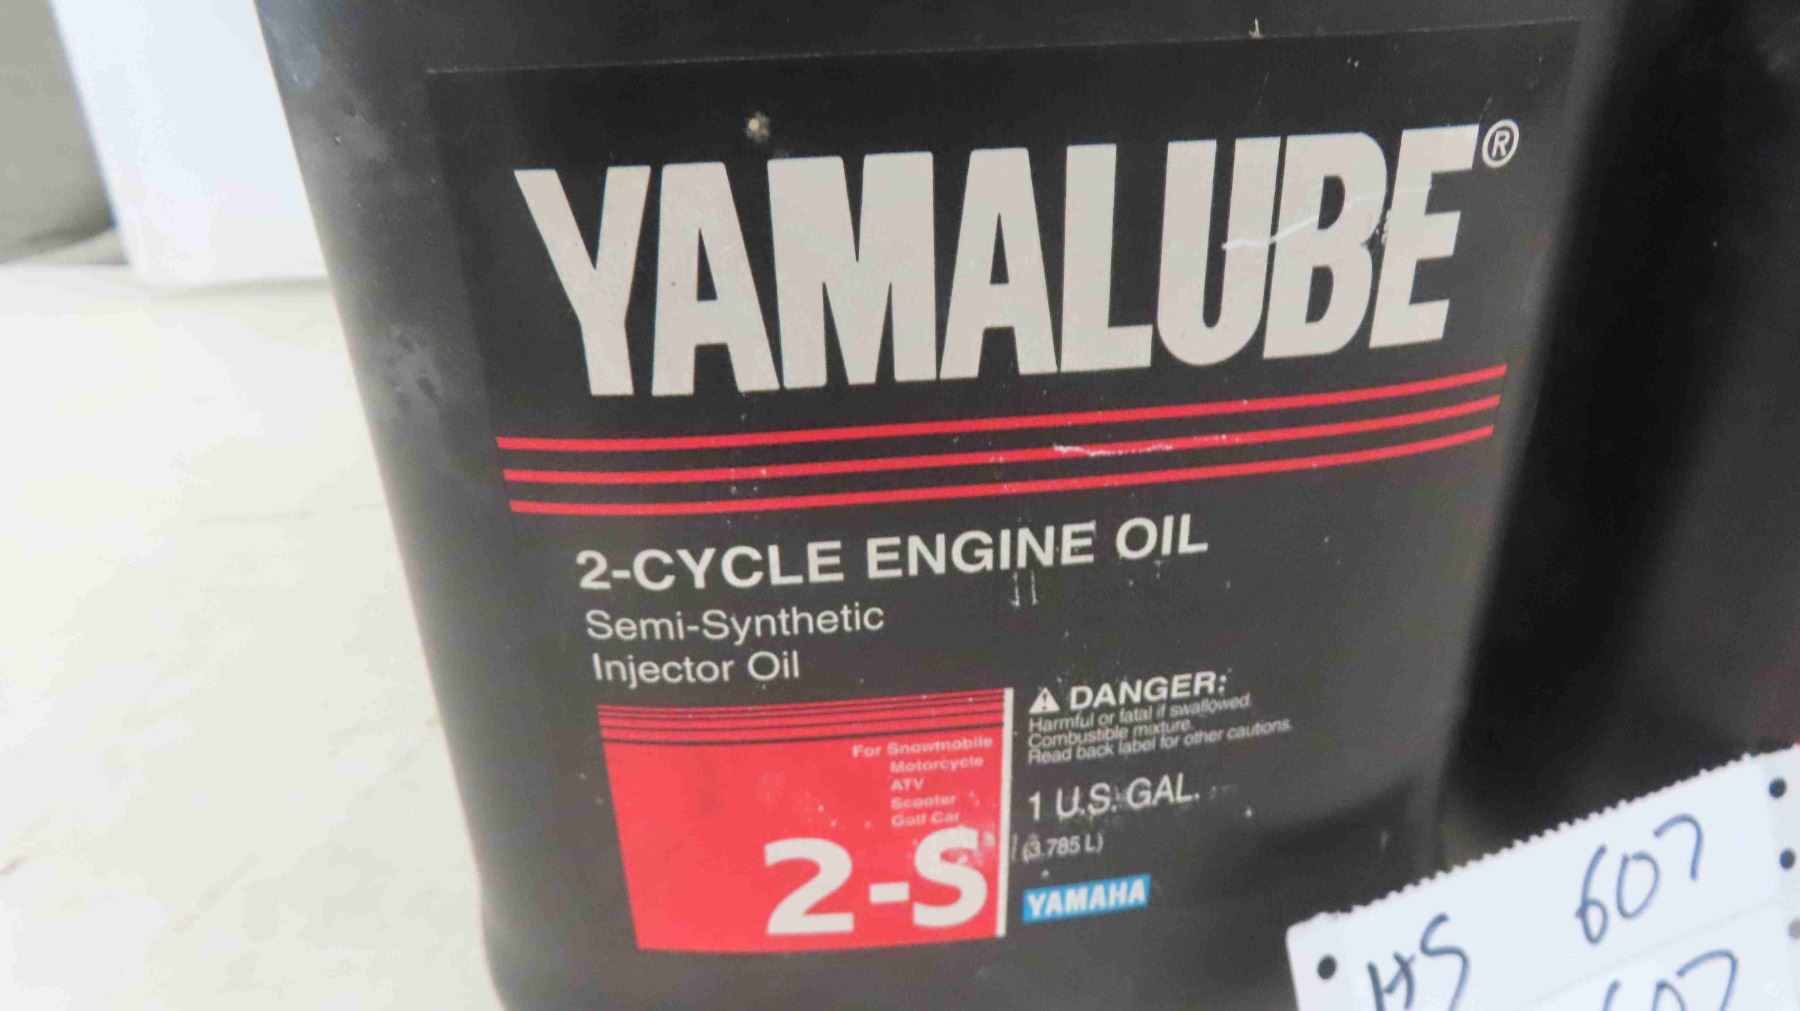 YAMALUBE®
2-CYCLE ENGINE OIL
Semi-Synthetic
Injector Oil
For Snowmobile
Motorcycle
ATV
Scooter
Golf Car
2-S
⚠ DANGER:
Harmful or fatal if swallowed.
Combustible mixture.
Read back label for other cautions.
1 U.S. GAL.
(3.785 L)
YAMAHA
HS 607
607